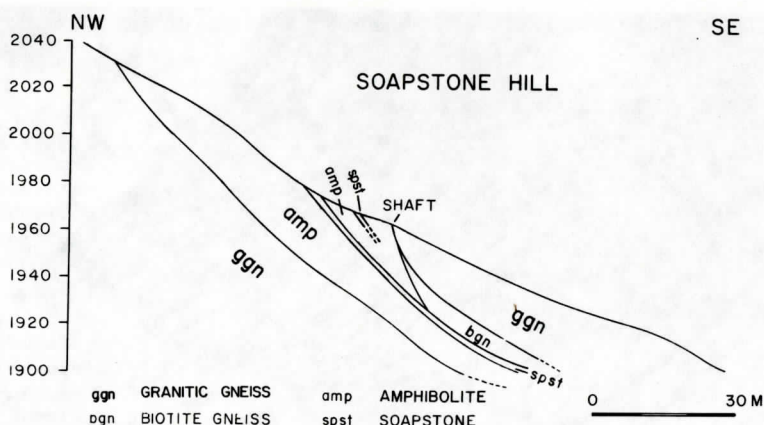 NW SE
2040
SOAPSTONE HILL
2020
2000
1980
amp spst
SHAFT
1960
amp
ggn
1940
ggn
1920
bgn
spst
1900
ggn GRANITIC GNEISS amp AMPHIBOLITE
bgn BIOTITE GNEISS spst SOAPSTONE
0 30 M